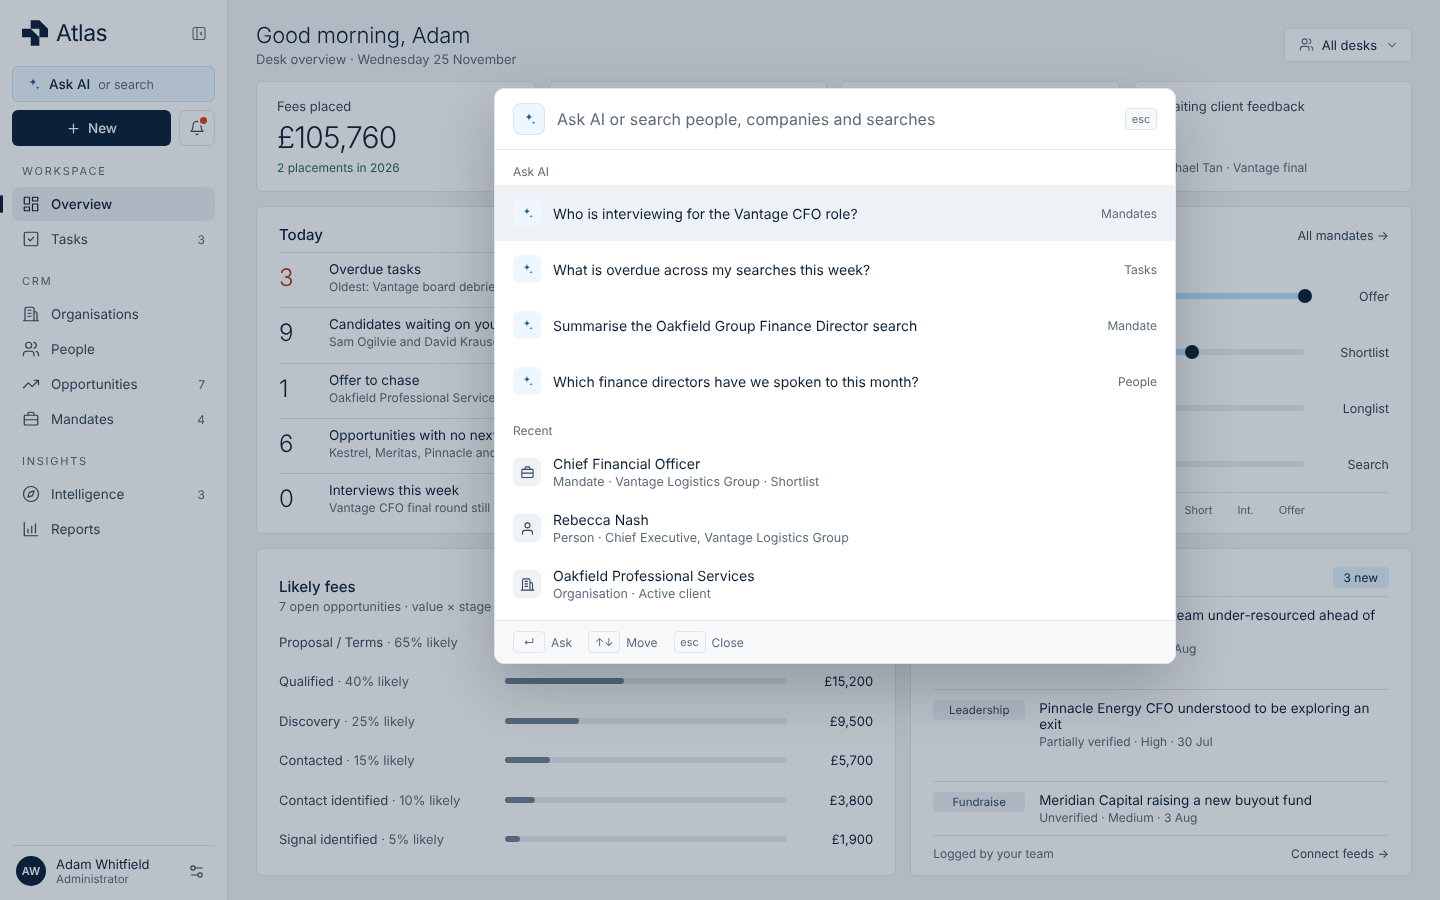 Atlas
Ask AI or search
New
WORKSPACE
Overview
Tasks 3
CRM
Organisations
People
Opportunities 7
Mandates 4
INSIGHTS
Intelligence 3
Reports
AW
Adam Whitfield
Administrator
Good morning, Adam
Desk overview · Wednesday 25 November
All desks
Fees placed
£105,760
2 placements in 2026
client feedback
Tan · Vantage final
Today
3 Overdue tasks
Oldest: Vantage board
9 Candidates waiting on
Sam Ogilvie and David
1 Offer to chase
Oakfield Professional
6 Opportunities with no
Kestrel, Meritas, Pinnacle
0 Interviews this week
Vantage CFO final round still
All mandates →
Offer
Shortlist
Longlist
Search
Short Int. Offer
Ask AI or search people, companies and searches
esc
Ask AI
Who is interviewing for the Vantage CFO role? Mandates
What is overdue across my searches this week? Tasks
Summarise the Oakfield Group Finance Director search Mandate
Which finance directors have we spoken to this month? People
Recent
Chief Financial Officer
Mandate · Vantage Logistics Group · Shortlist
Rebecca Nash
Person · Chief Executive, Vantage Logistics Group
Oakfield Professional Services
Organisation · Active client
↵ Ask ↑↓ Move esc Close
Likely fees
7 open opportunities · value × stage
Proposal / Terms · 65% likely
Qualified · 40% likely £15,200
Discovery · 25% likely £9,500
Contacted · 15% likely £5,700
Contact identified · 10% likely £3,800
Signal identified · 5% likely £1,900
3 new
under-resourced ahead of
Aug
Leadership
Pinnacle Energy CFO understood to be exploring an
exit
Partially verified · High · 30 Jul
Fundraise
Meridian Capital raising a new buyout fund
Unverified · Medium · 3 Aug
Logged by your team
Connect feeds →